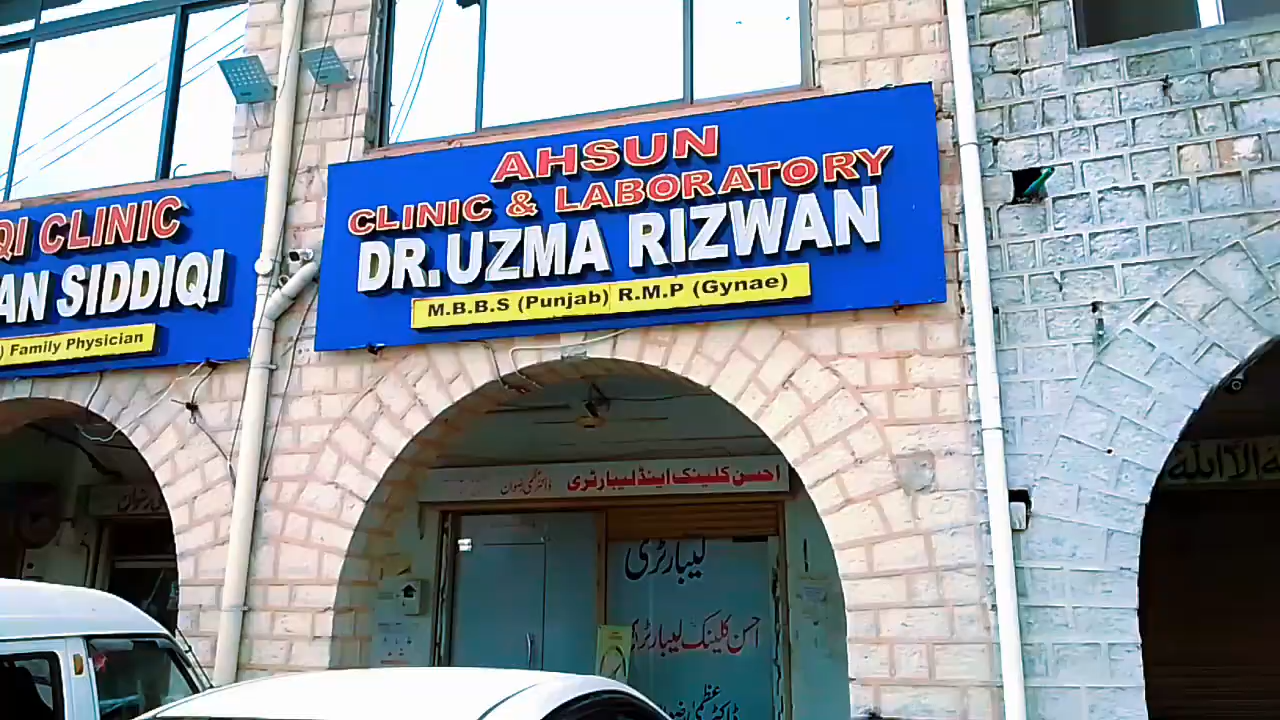 QI CLINIC
AN SIDDIQI
) Family Physician
AHSUN
CLINIC & LABORATORY
DR. UZMA RIZWAN
M.B.B.S (Punjab) R.M.P (Gynae)
احسن کلینک اینڈ لیبارٹری
لیبارٹری
احسن کلینک لیبارٹری